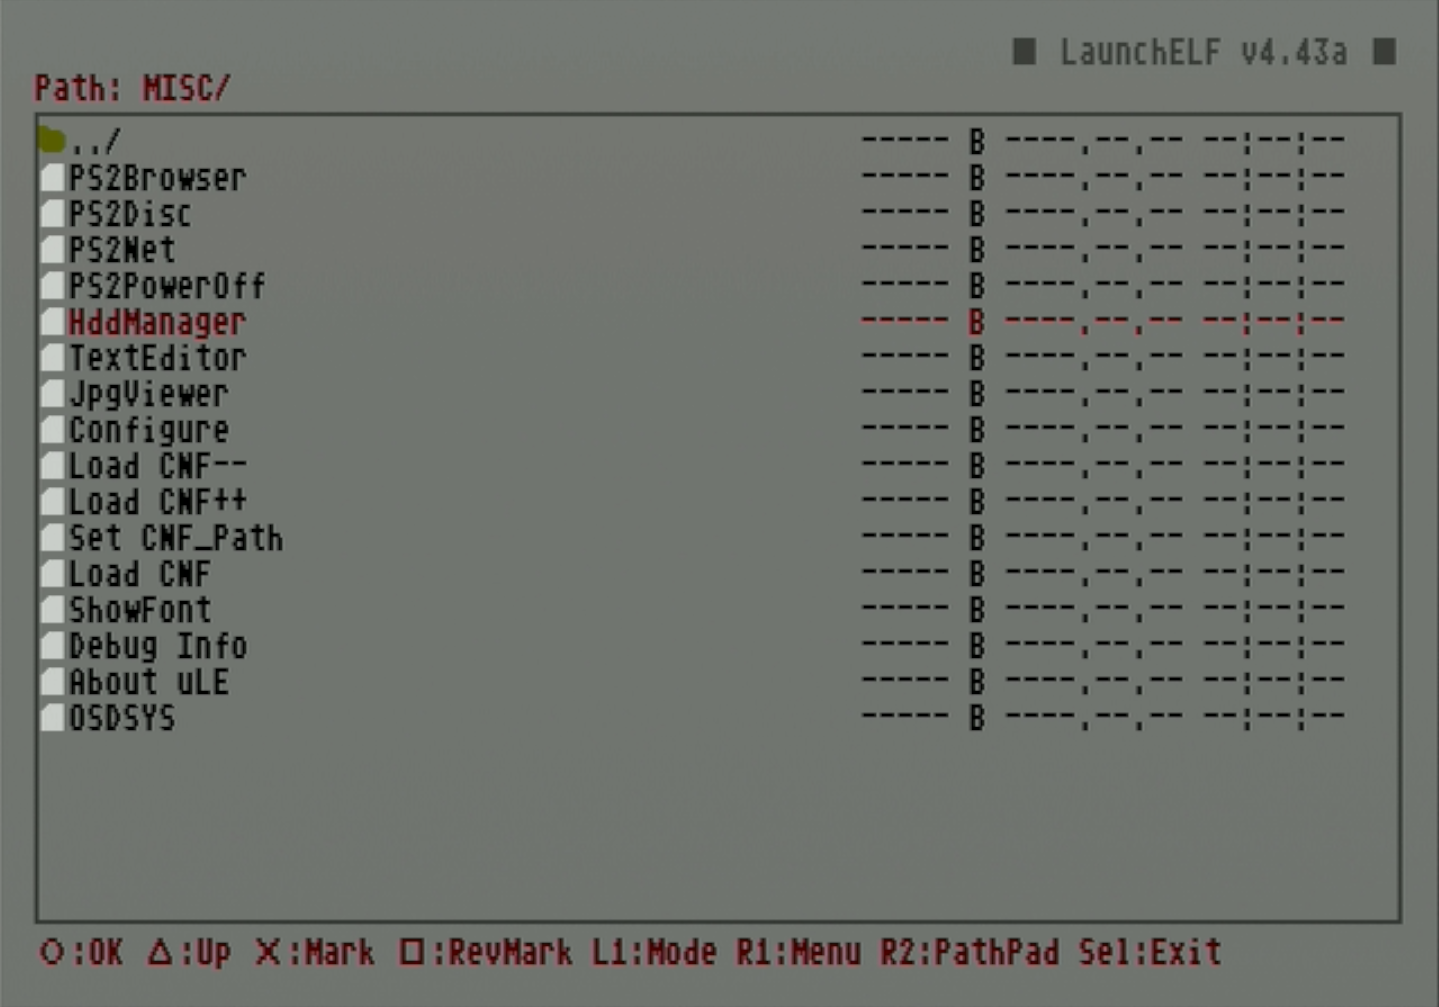 ■ LaunchELF v4.43a ■
Path: MISC/
../ ----- B ----.--.-- --:--:--
PS2Browser ----- B ----.--.-- --:--:--
PS2Disc ----- B ----.--.-- --:--:--
PS2Net ----- B ----.--.-- --:--:--
PS2PowerOff ----- B ----.--.-- --:--:--
HddManager ----- B ----.--.-- --:--:--
TextEditor ----- B ----.--.-- --:--:--
JpgViewer ----- B ----.--.-- --:--:--
Configure ----- B ----.--.-- --:--:--
Load CNF-- ----- B ----.--.-- --:--:--
Load CNF++ ----- B ----.--.-- --:--:--
Set CNF_Path ----- B ----.--.-- --:--:--
Load CNF ----- B ----.--.-- --:--:--
ShowFont ----- B ----.--.-- --:--:--
Debug Info ----- B ----.--.-- --:--:--
About uLE ----- B ----.--.-- --:--:--
OSDSYS ----- B ----.--.-- --:--:--
○:OK △:Up ×:Mark □:RevMark L1:Mode R1:Menu R2:PathPad Sel:Exit